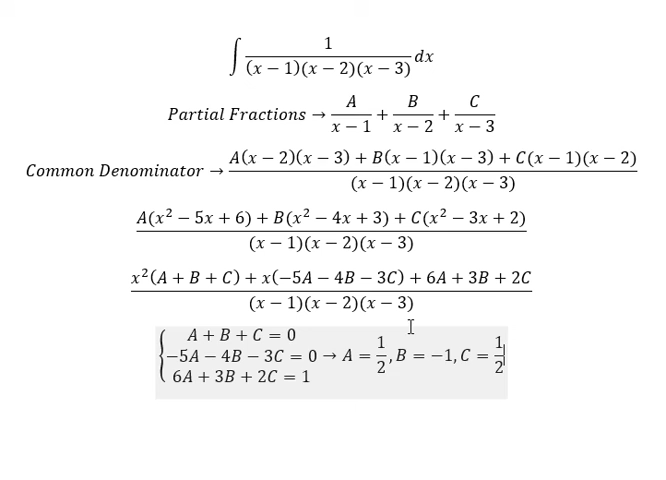 ∫ 1/((x − 1)(x − 2)(x − 3)) dx
Partial Fractions → A/(x − 1) + B/(x − 2) + C/(x − 3)
Common Denominator → (A(x − 2)(x − 3) + B(x − 1)(x − 3) + C(x − 1)(x − 2))/((x − 1)(x − 2)(x − 3))
(A(x² − 5x + 6) + B(x² − 4x + 3) + C(x² − 3x + 2))/((x − 1)(x − 2)(x − 3))
(x²(A + B + C) + x(−5A − 4B − 3C) + 6A + 3B + 2C)/((x − 1)(x − 2)(x − 3))
{ A + B + C = 0
−5A − 4B − 3C = 0 → A = 1/2, B = −1, C = 1/2
6A + 3B + 2C = 1